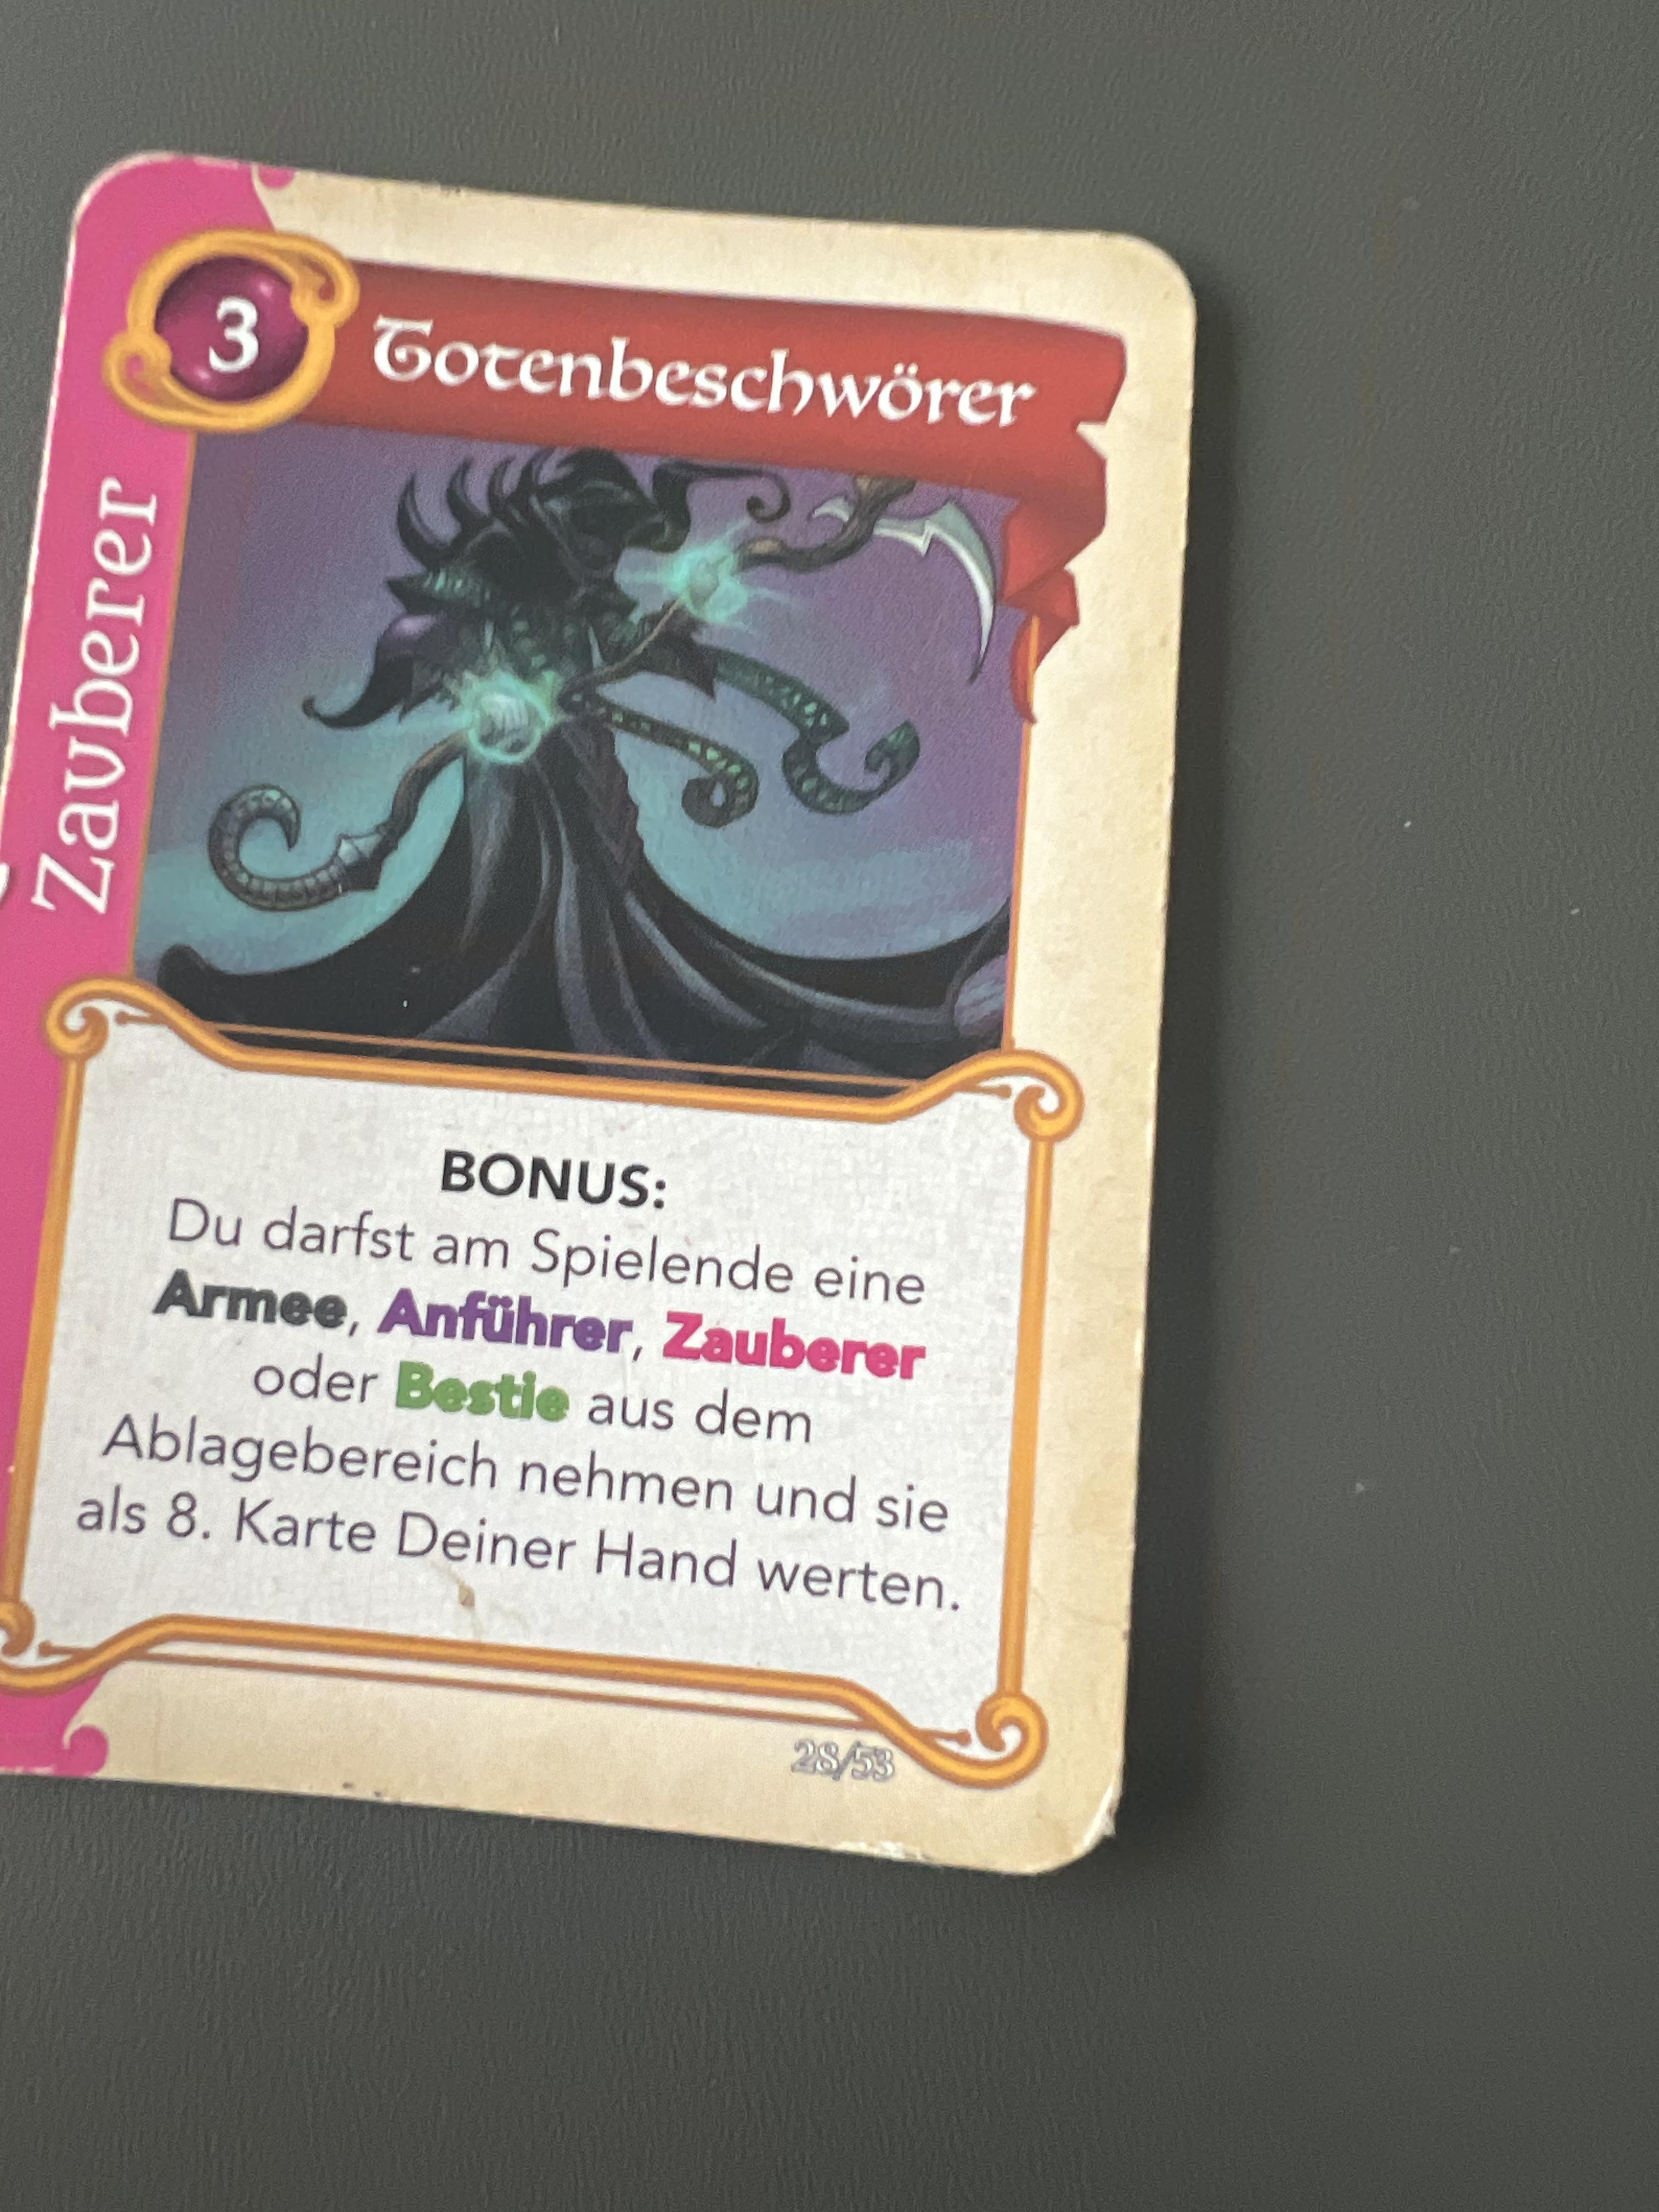 3
Totenbeschwörer
Zauberer
BONUS:
Du darfst am Spielende eine
Armee, Anführer, Zauberer
oder Bestie aus dem
Ablagebereich nehmen und sie
als 8. Karte Deiner Hand werten.
28/53